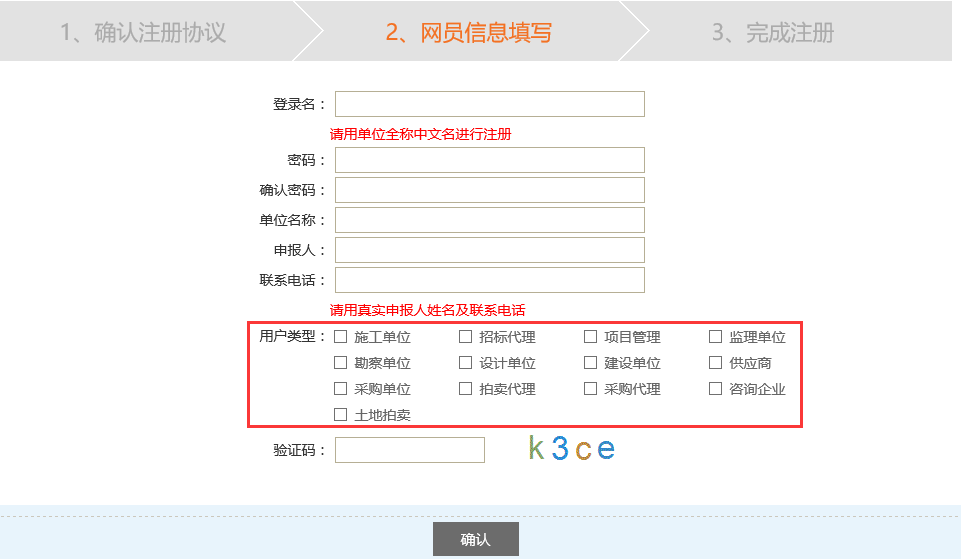 1、确认注册协议 2、网员信息填写 3、完成注册
登录名：
请用单位全称中文名进行注册
密码：
确认密码：
单位名称：
申报人：
联系电话：
请用真实申报人姓名及联系电话
用户类型： 施工单位 招标代理 项目管理 监理单位
勘察单位 设计单位 建设单位 供应商
采购单位 拍卖代理 采购代理 咨询企业
土地拍卖
验证码： k3ce
确认